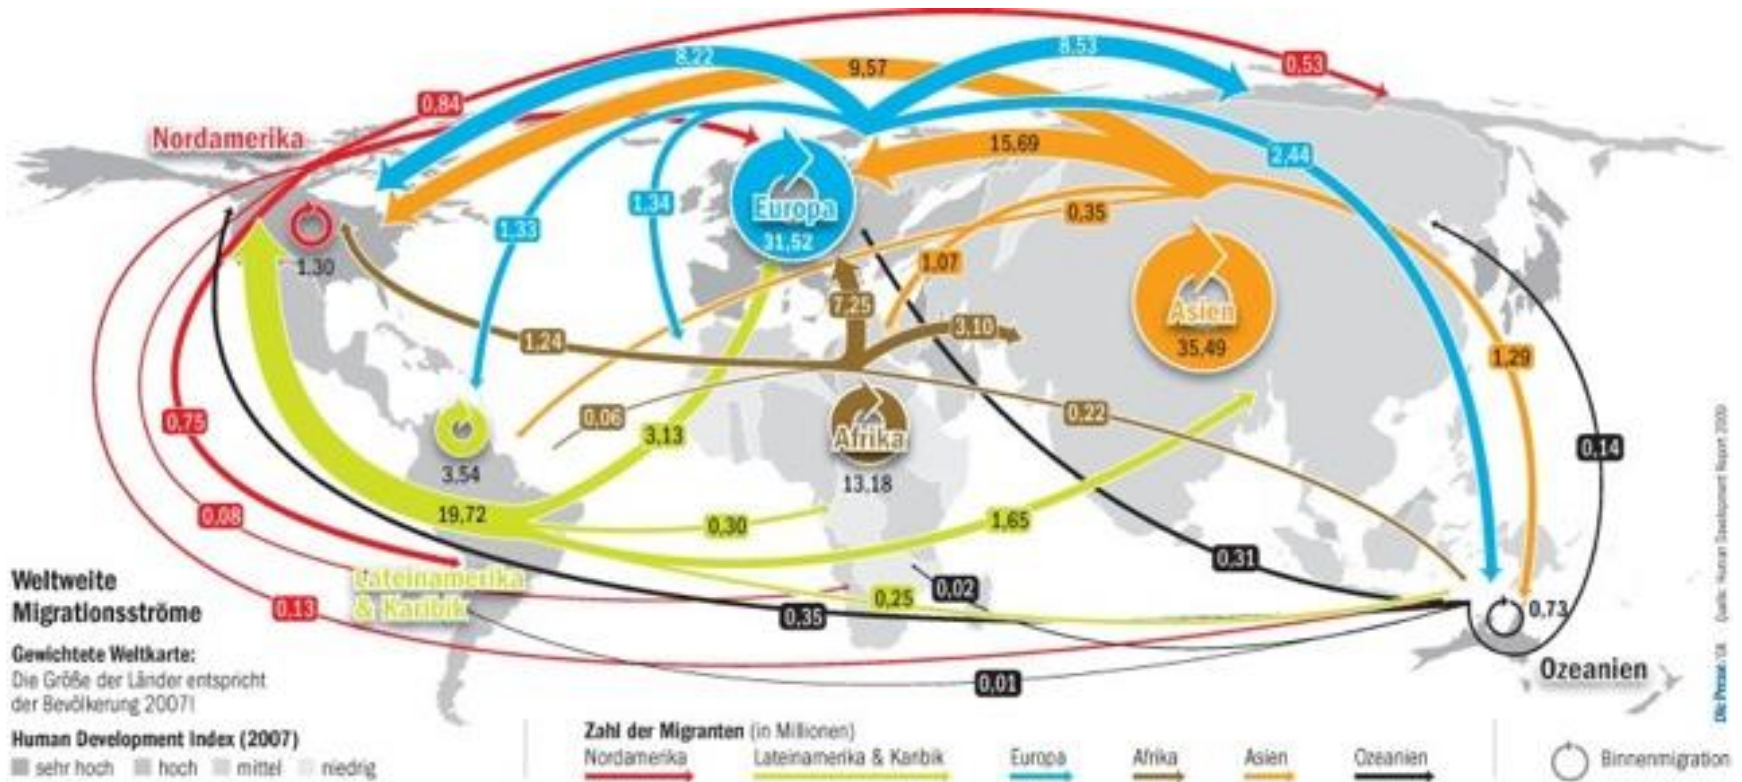 8,22
8,53
9,57
0,53
0,84
Nordamerika
15,69
2,44
1,34
Europa
0,35
1,33
31,52
1,07
1.30
7,25
Asien
1,24
3,10
35,49
1,29
0,06
0,22
0,75
3,13
Afrika
0,14
3,54
13,18
19,72
0,08
0,30
1,65
0,31
Weltweite
Migrationsströme
Lateinamerika
& Karibik
0,13
0,25
0,02
0,35
0,73
Gewichtete Weltkarte:
Die Größe der Länder entspricht
der Bevölkerung 2007!
0,01
Ozeanien
Human Development Index (2007)
sehr hoch hoch mittel niedrig
Zahl der Migranten (in Millionen)
Nordamerika Lateinamerika & Karibik Europa Afrika Asien Ozeanien
Binnenmigration
Quelle: Human Development Report 2009
Die Presse